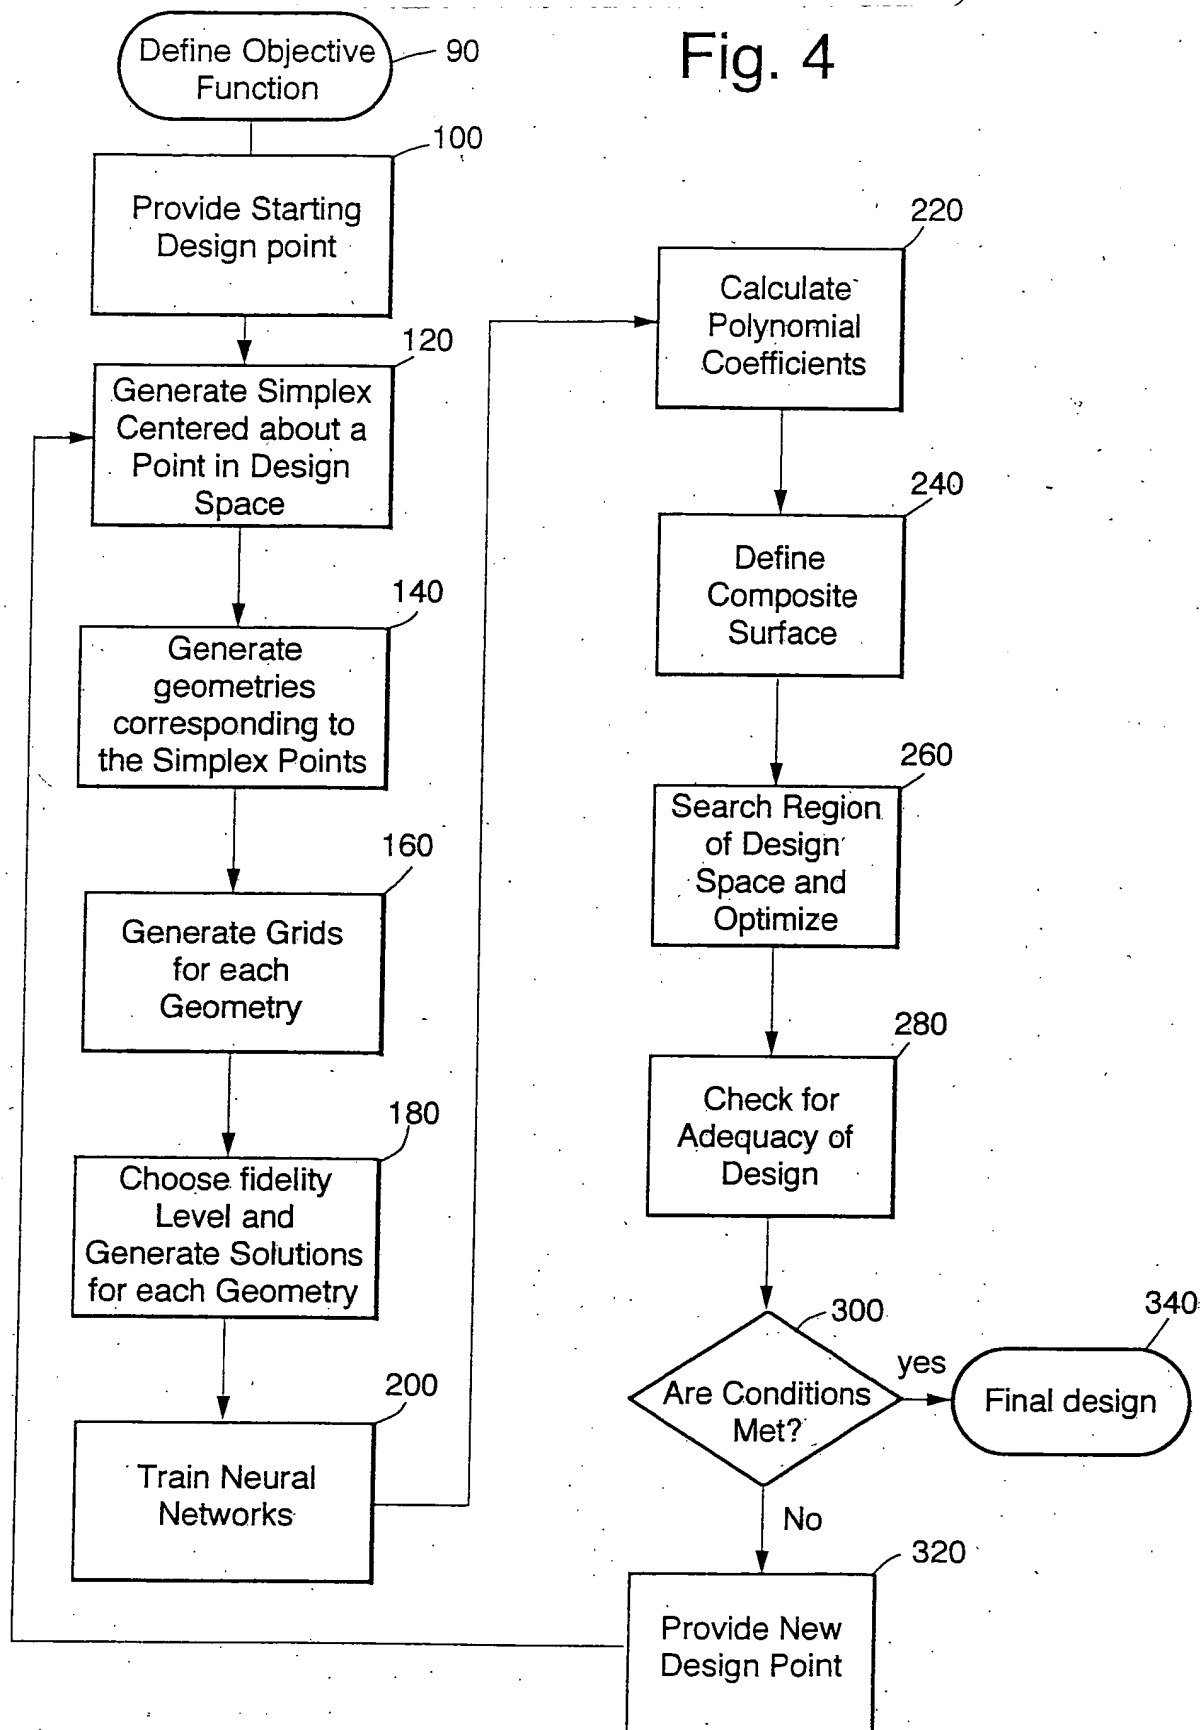 Fig. 4
Define Objective
Function
90
100
Provide Starting
Design point
120
Generate Simplex
Centered about a
Point in Design
Space
140
Generate
geometries
corresponding to
the Simplex Points
160
Generate Grids
for each
Geometry
180
Choose fidelity
Level and
Generate Solutions
for each Geometry
200
Train Neural
Networks
220
Calculate
Polynomial
Coefficients
240
Define
Composite
Surface
260
Search Region
of Design
Space and
Optimize
280
Check for
Adequacy of
Design
300
Are Conditions
Met?
yes
340
Final design
No
320
Provide New
Design Point